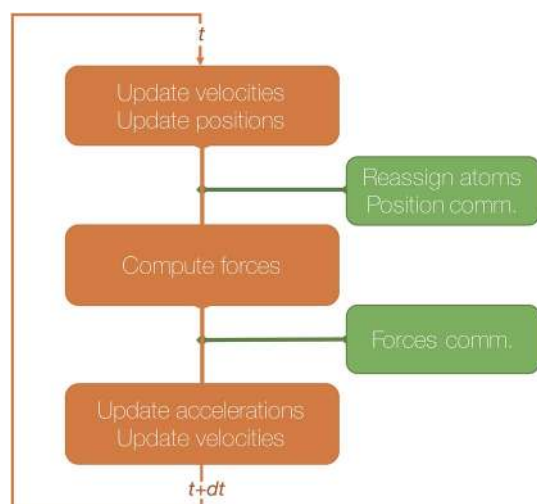 t
Update velocities
Update positions
Reassign atoms
Position comm.
Compute forces
Forces comm.
Update accelerations
Update velocities
t+dt